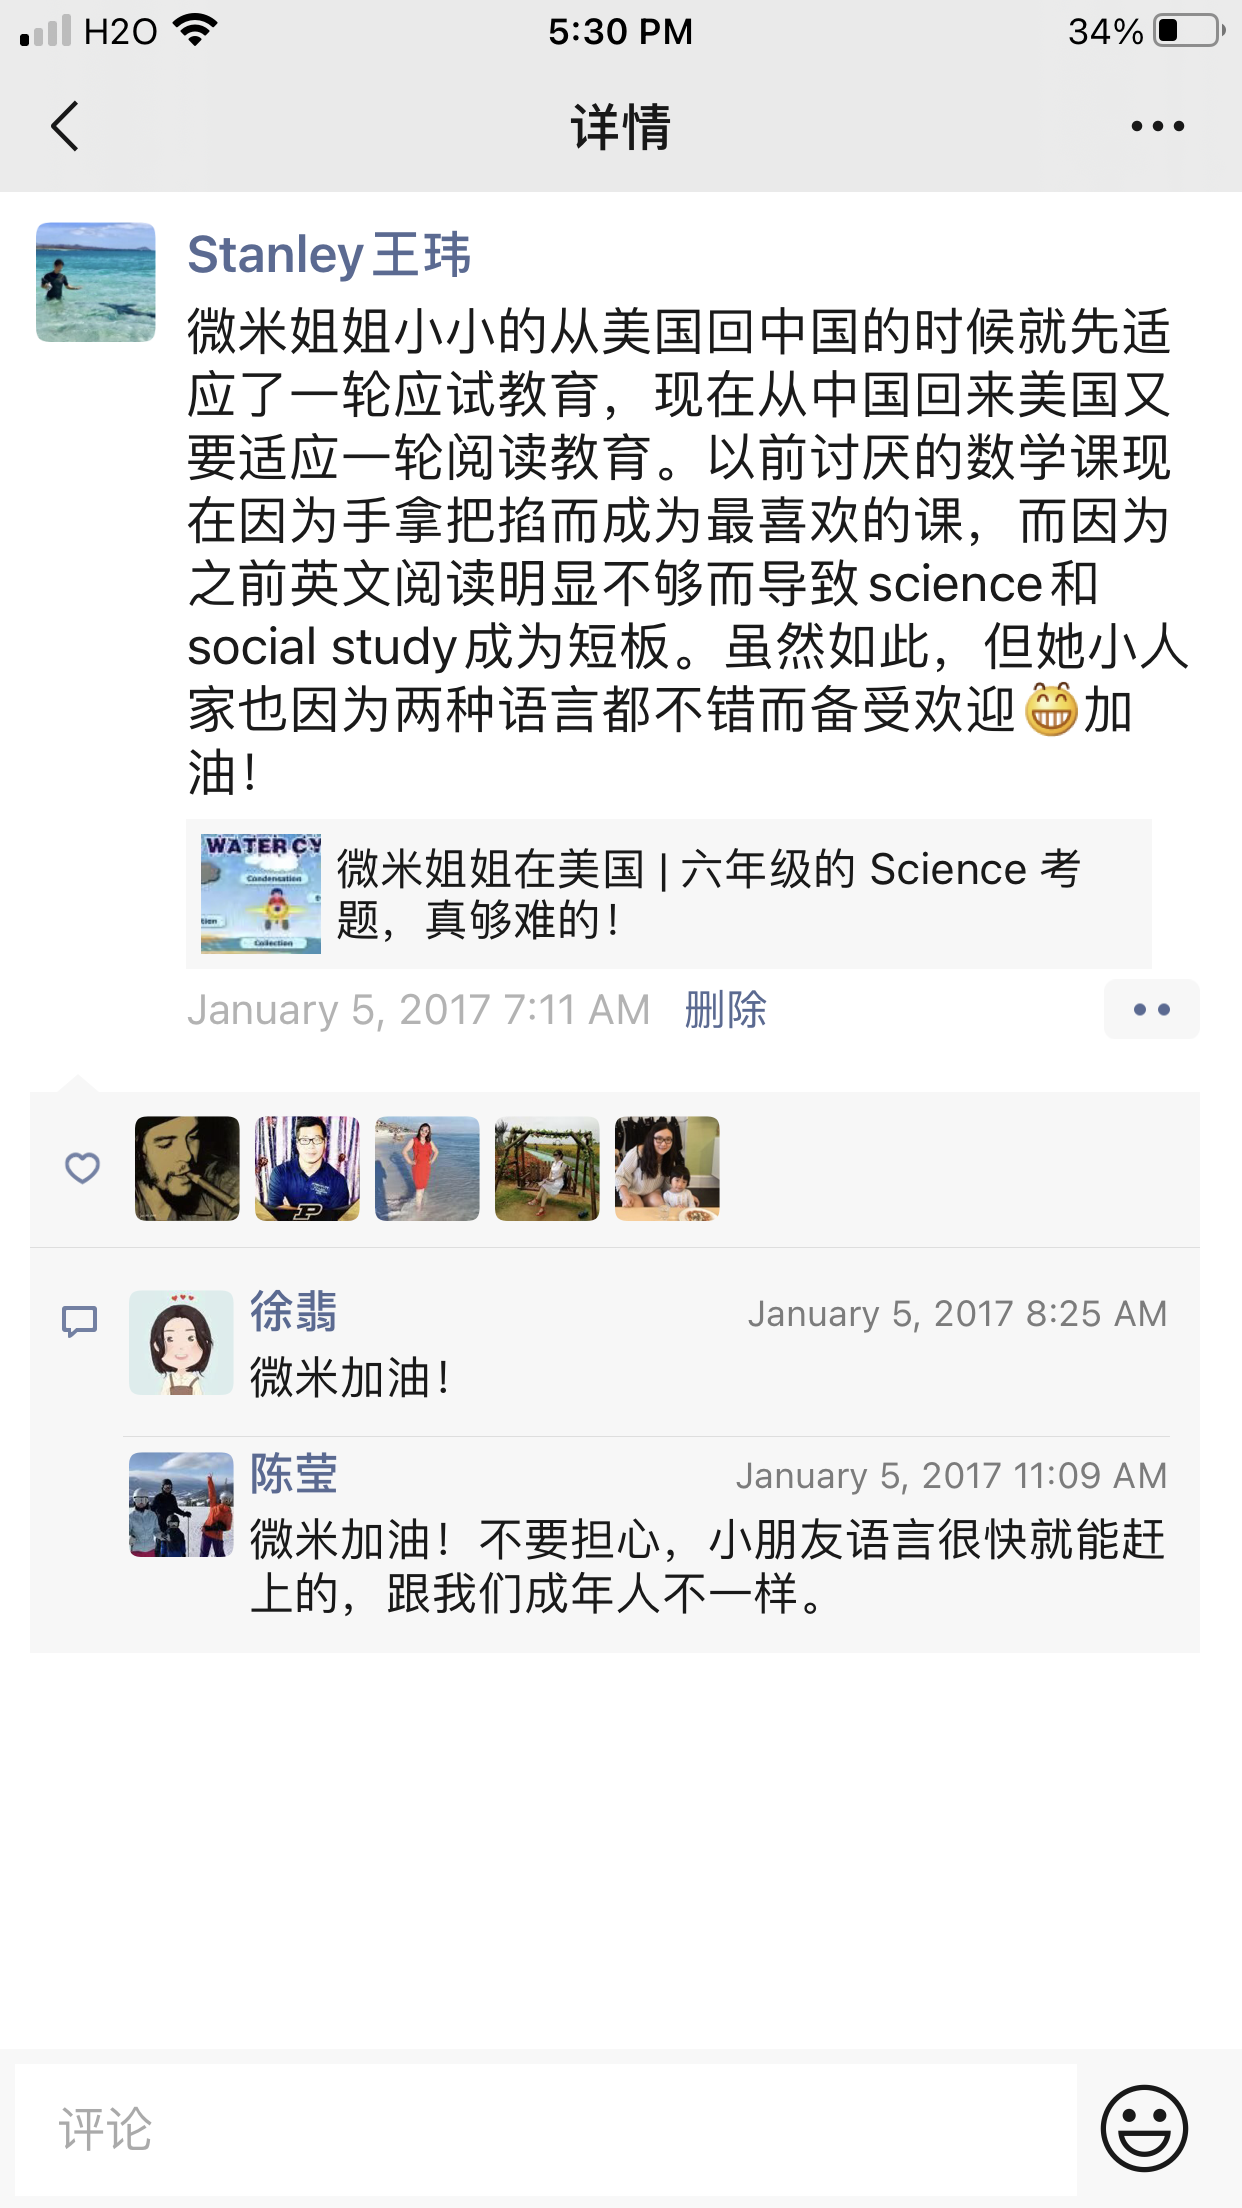 H2O 5:30 PM 34%
详情
Stanley王玮
微米姐姐小小的从美国回中国的时候就先适
应了一轮应试教育，现在从中国回来美国又
要适应一轮阅读教育。以前讨厌的数学课现
在因为手拿把掐而成为最喜欢的课，而因为
之前英文阅读明显不够而导致science和
social study成为短板。虽然如此，但她小人
家也因为两种语言都不错而备受欢迎😁加
油！
WATER CY
Condensation
tion
Collection
微米姐姐在美国 | 六年级的 Science 考
题，真够难的！
January 5, 2017 7:11 AM 删除
P
徐翡 January 5, 2017 8:25 AM
微米加油！
陈莹 January 5, 2017 11:09 AM
微米加油！不要担心，小朋友语言很快就能赶
上的，跟我们成年人不一样。
评论